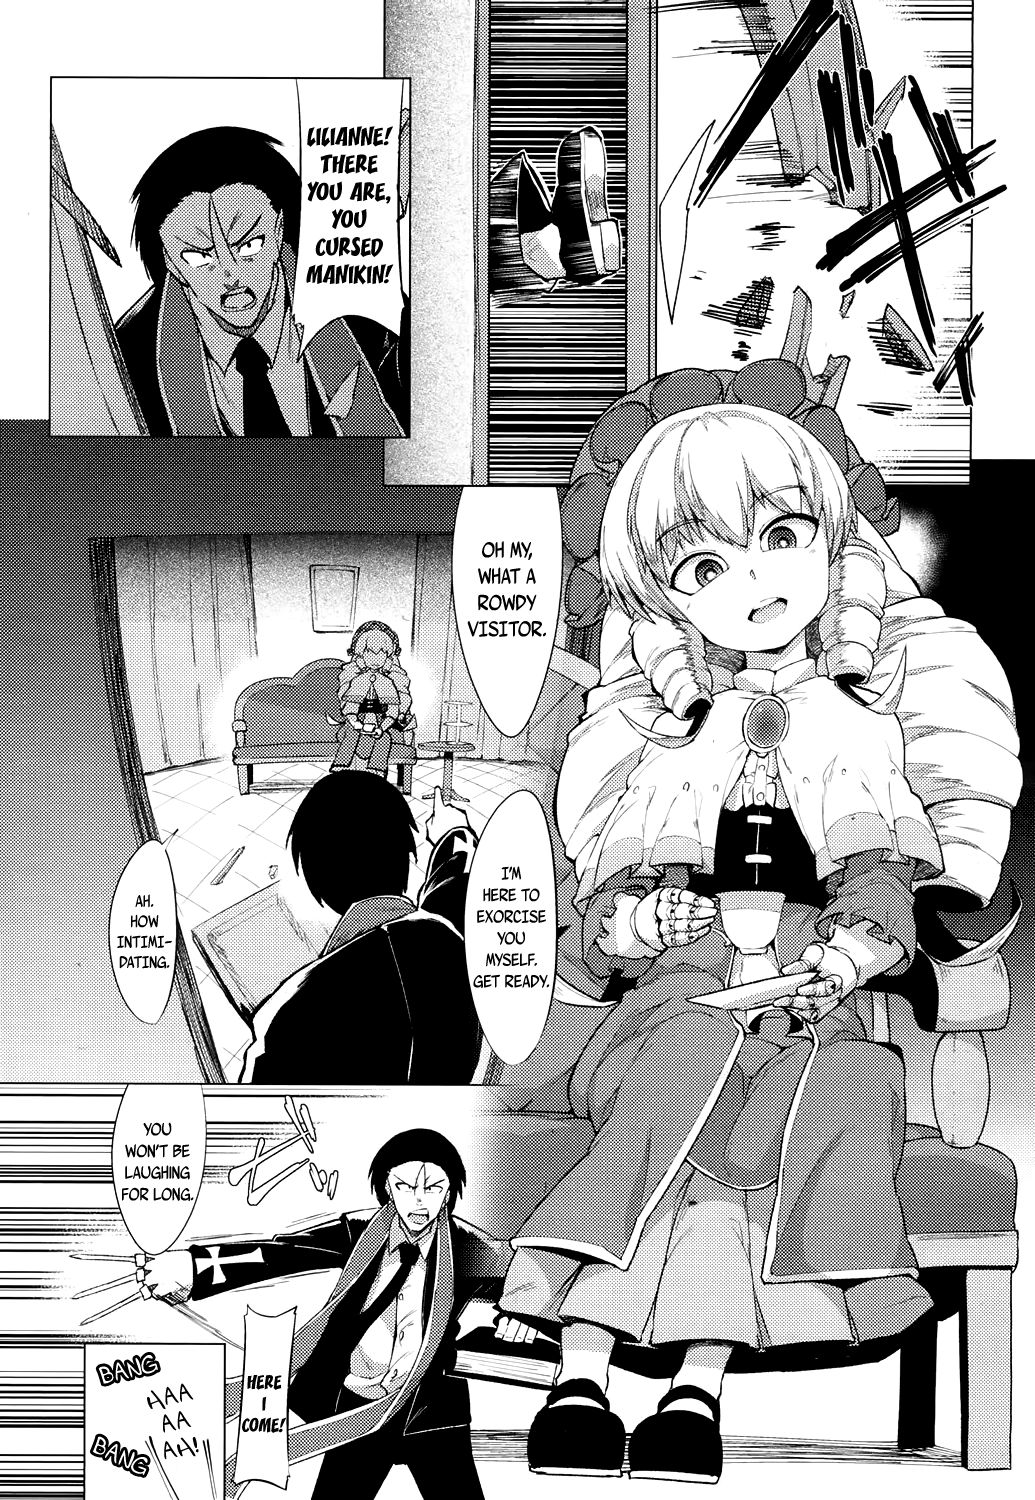 LILIANNE!
THERE
YOU ARE,
YOU
CURSED
MANIKIN!
OH MY,
WHAT A
ROWDY
VISITOR.
I'M
HERE TO
EXORCISE
YOU
MYSELF.
GET READY.
AH.
HOW
INTIMI-
DATING.
YOU
WON'T BE
LAUGHING
FOR LONG.
HERE
I
COME!
BANG
HAA
AA
AH!
BANG